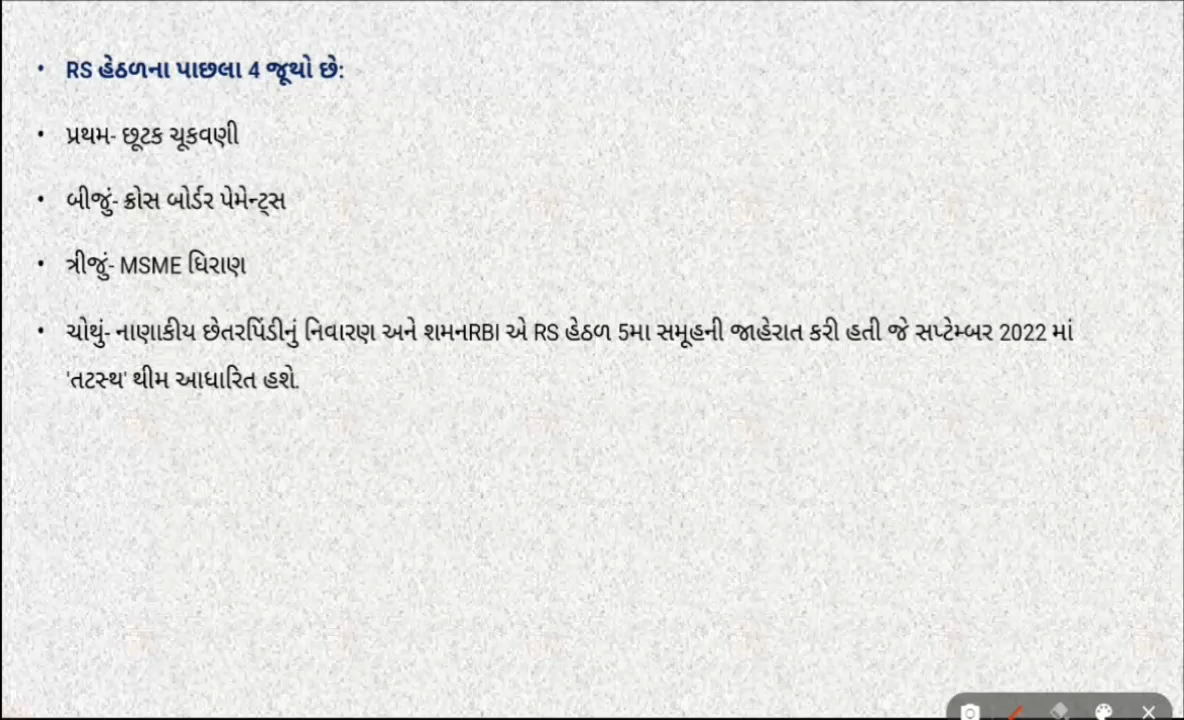 • RS હેઠળના પાછલા 4 જૂથો છે:
• પ્રથમ- છૂટક ચૂકવણી
• બીજું- ક્રોસ બોર્ડર પેમેન્ટ્સ
• ત્રીજું- MSME ધિરાણ
• ચોથું- નાણાકીય છેતરપિંડીનું નિવારણ અને શમનRBI એ RS હેઠળ 5મા સમૂહની જાહેરાત કરી હતી જે સપ્ટેમ્બર 2022 માં
'તટસ્થ' થીમ આધારિત હશે.